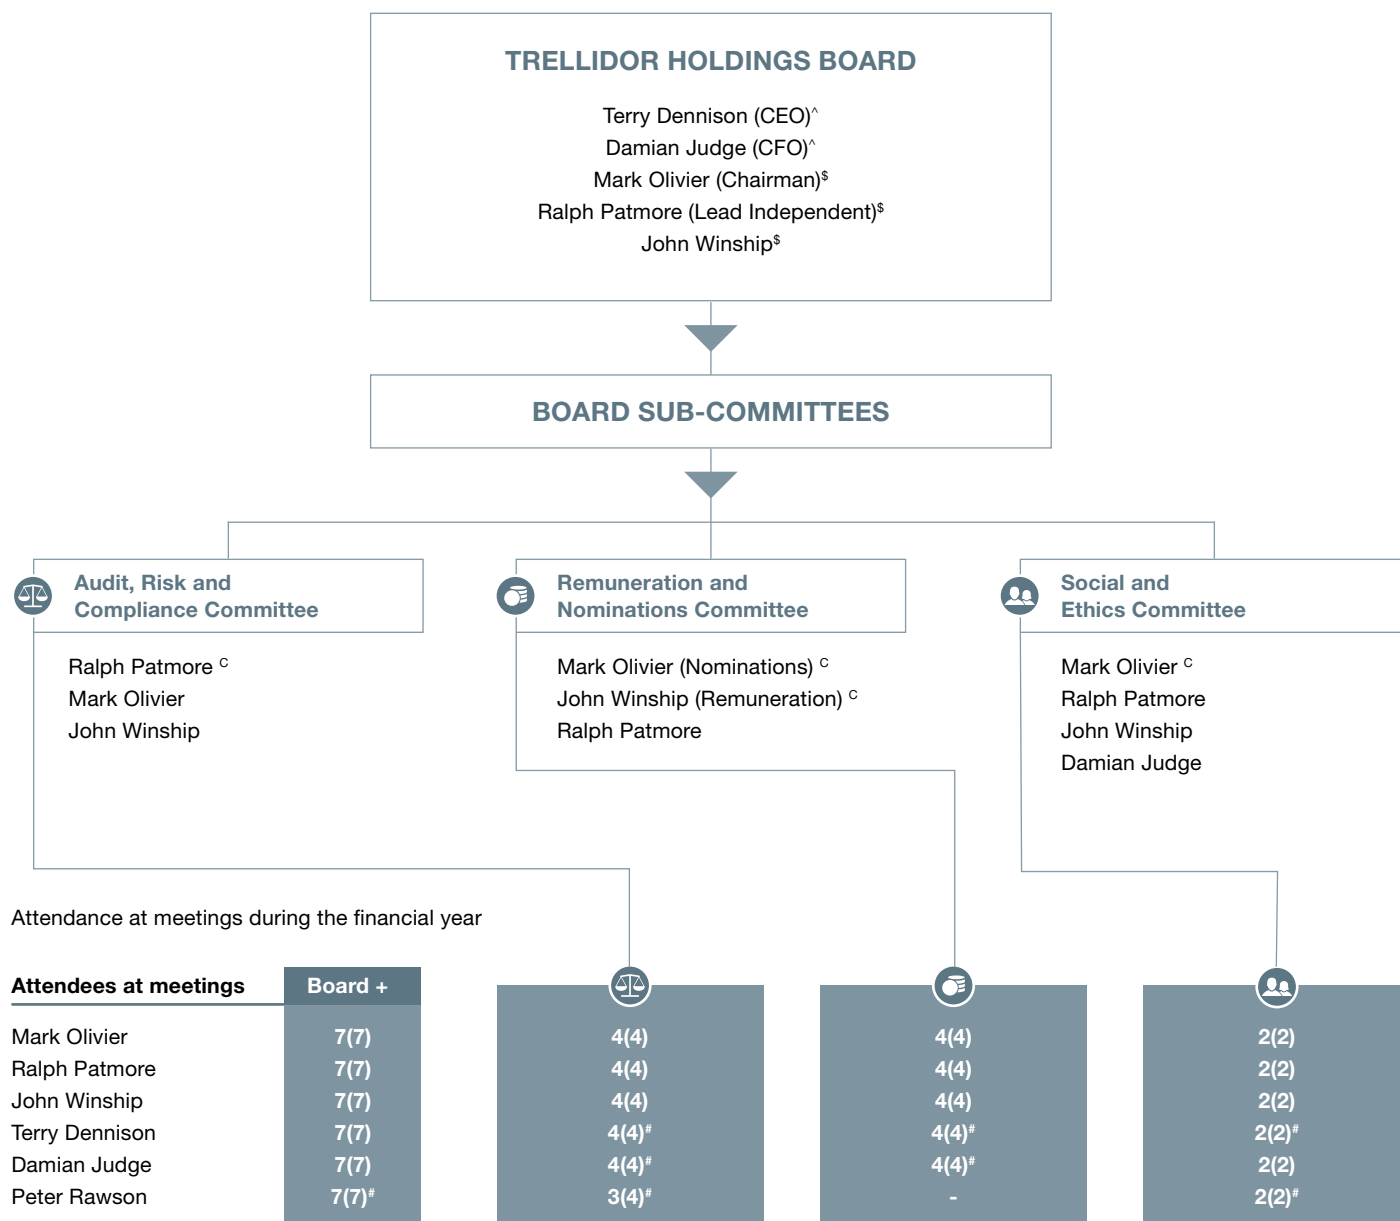 TRELLIDOR HOLDINGS BOARD
Terry Dennison (CEO)^
Damian Judge (CFO)^
Mark Olivier (Chairman)$
Ralph Patmore (Lead Independent)$
John Winship$
BOARD SUB-COMMITTEES
Audit, Risk and
Compliance Committee
Ralph Patmore C
Mark Olivier
John Winship
Remuneration and
Nominations Committee
Mark Olivier (Nominations) C
John Winship (Remuneration) C
Ralph Patmore
Social and
Ethics Committee
Mark Olivier C
Ralph Patmore
John Winship
Damian Judge
Attendance at meetings during the financial year
Attendees at meetings Board +
Mark Olivier 7(7) 4(4) 4(4) 2(2)
Ralph Patmore 7(7) 4(4) 4(4) 2(2)
John Winship 7(7) 4(4) 4(4) 2(2)
Terry Dennison 7(7) 4(4)# 4(4)# 2(2)#
Damian Judge 7(7) 4(4)# 4(4)# 2(2)
Peter Rawson 7(7)# 3(4)# - 2(2)#